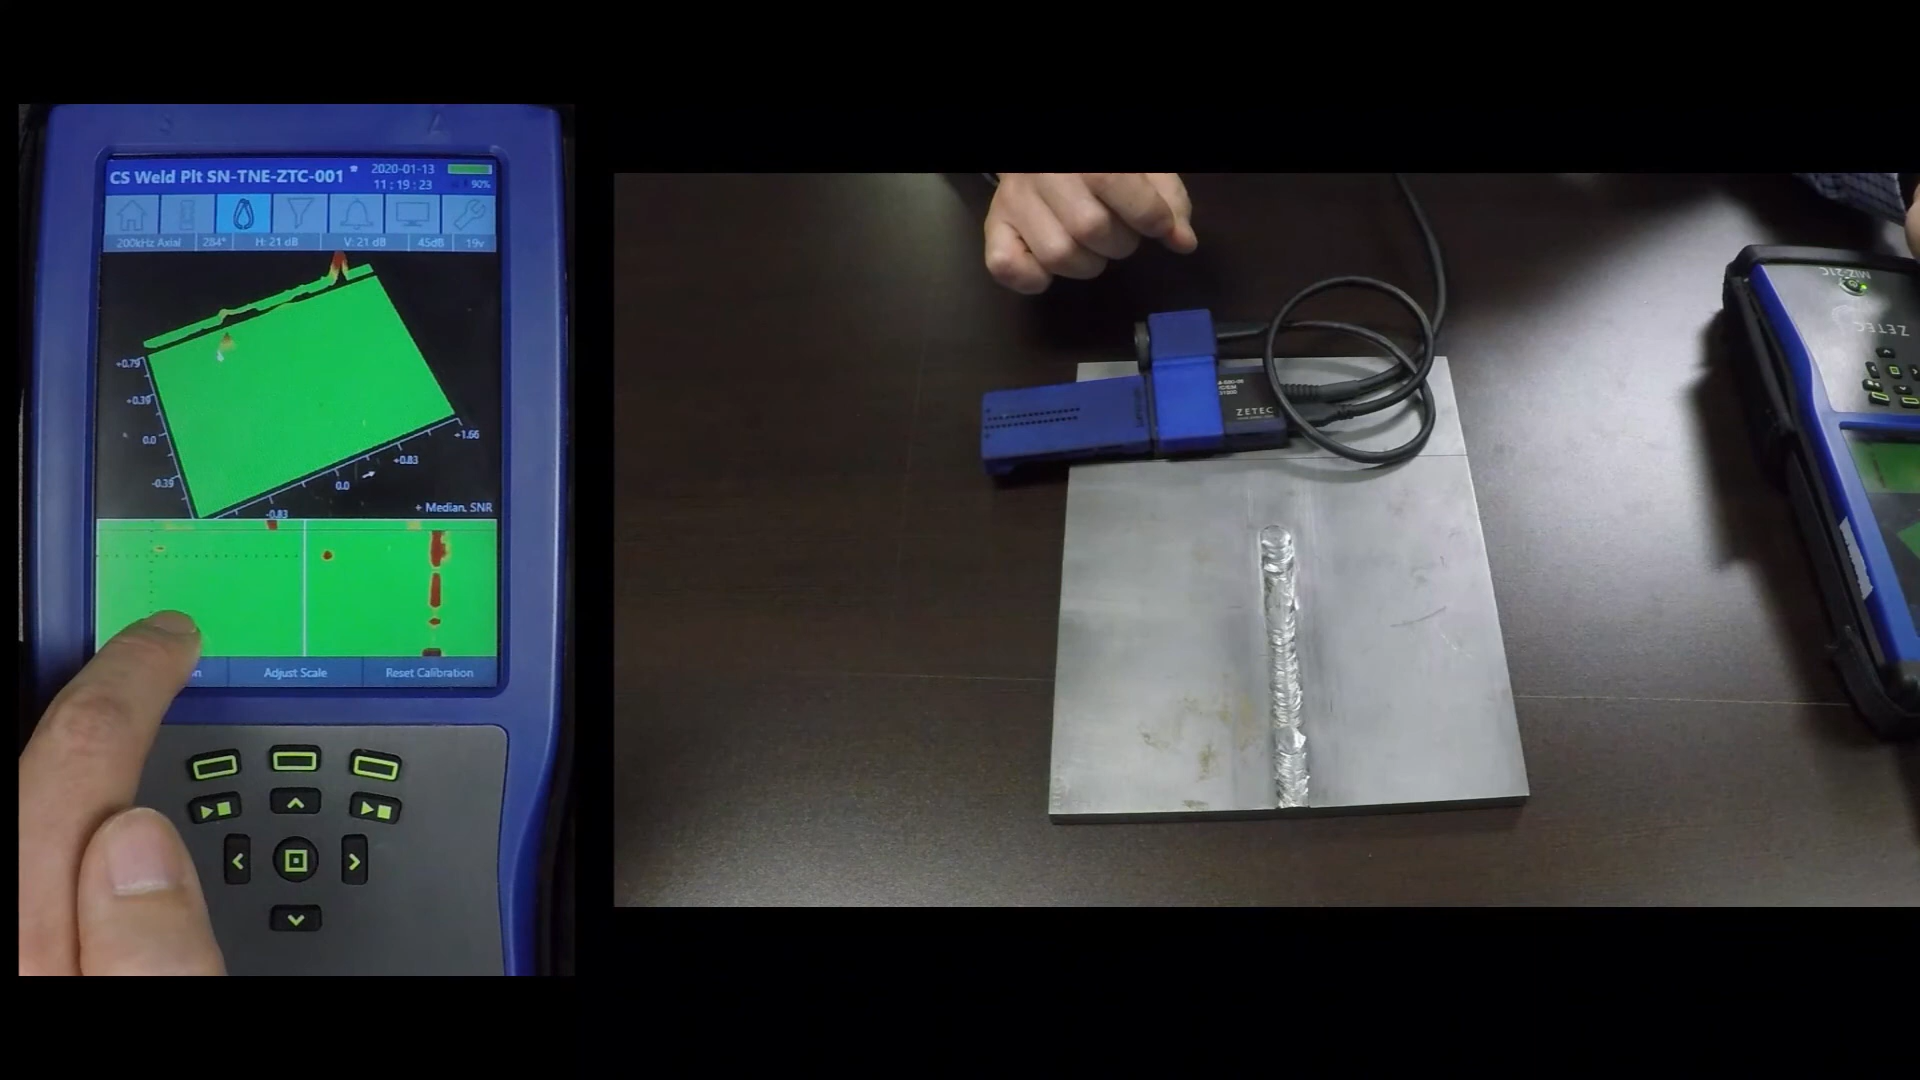 CS Weld Plt SN-TNE-ZTC-001 *
2020-01-13
11 : 19 : 23
90%
200kHz Axial
284°
H: 21 dB
V: 21 dB
45dB
19v
+0.79
+0.39
0.0
-0.39
-0.83
0.0
+0.83
+1.66
+ Median. SNR
Adjust Scale
Reset Calibration
ZETEC
MIZ-21C
ZETEC